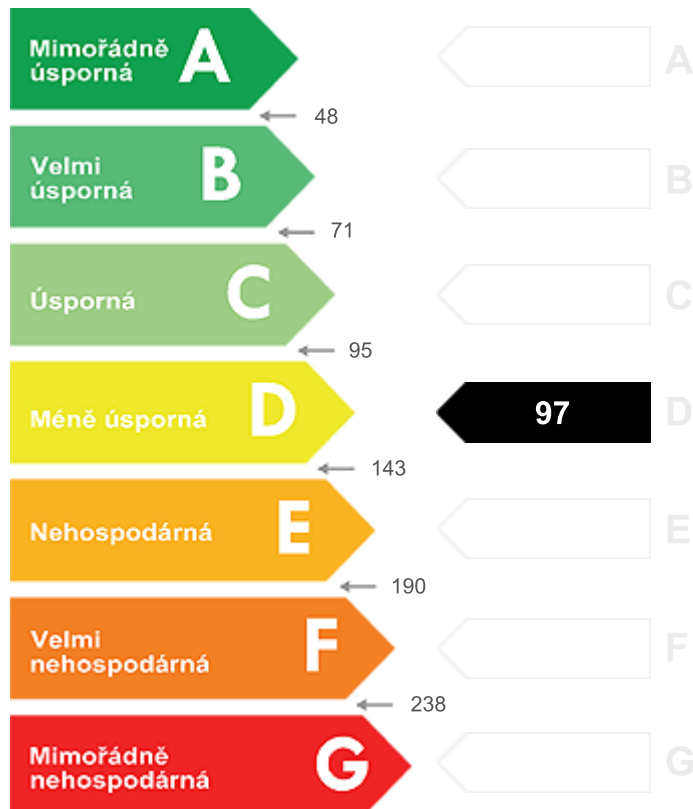 Mimořádně
úsporná
A
A
48
Velmi
úsporná
B
B
71
Úsporná
C
C
95
Méně úsporná
D
97
D
143
Nehospodárná
E
E
190
Velmi
nehospodárná
F
F
238
Mimořádně
nehospodárná
G
G